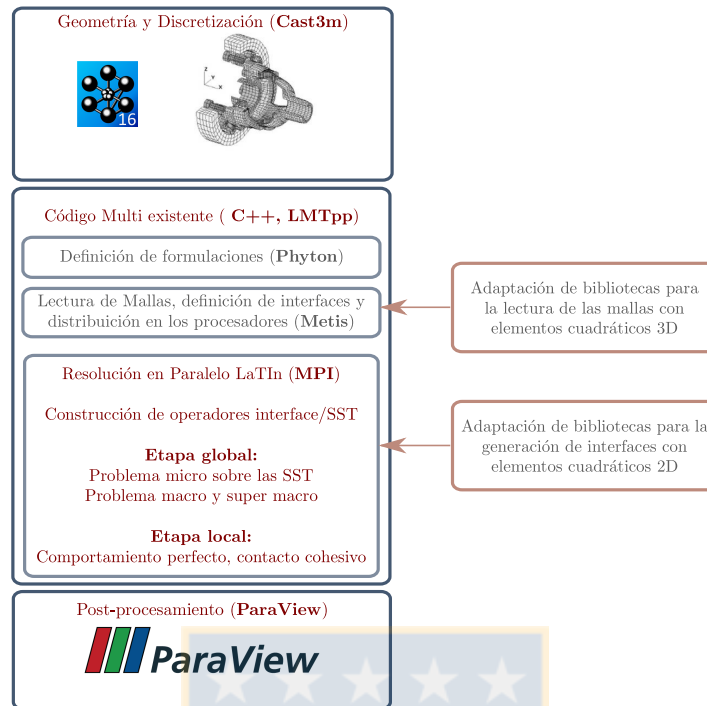 Geometría y Discretización (Cast3m)
16
z
y
x
Código Multi existente ( C++, LMTpp)
Definición de formulaciones (Phyton)
Lectura de Mallas, definición de interfaces y
distribuición en los procesadores (Metis)
Adaptación de bibliotecas para
la lectura de las mallas con
elementos cuadráticos 3D
Resolución en Paralelo LaTIn (MPI)
Construcción de operadores interface/SST
Etapa global:
Problema micro sobre las SST
Problema macro y super macro
Etapa local:
Comportamiento perfecto, contacto cohesivo
Adaptación de bibliotecas para la
generación de interfaces con
elementos cuadráticos 2D
Post-procesamiento (ParaView)
ParaView